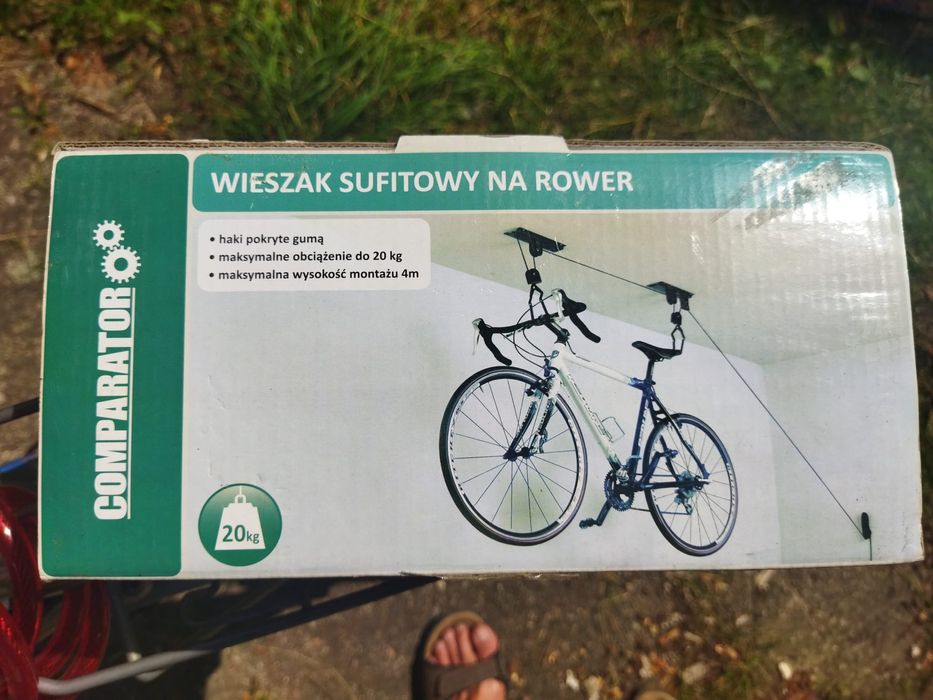 WIESZAK SUFITOWY NA ROWER
• haki pokryte gumą
• maksymalne obciążenie do 20 kg
• maksymalna wysokość montażu 4m
COMPARATOR
20kg